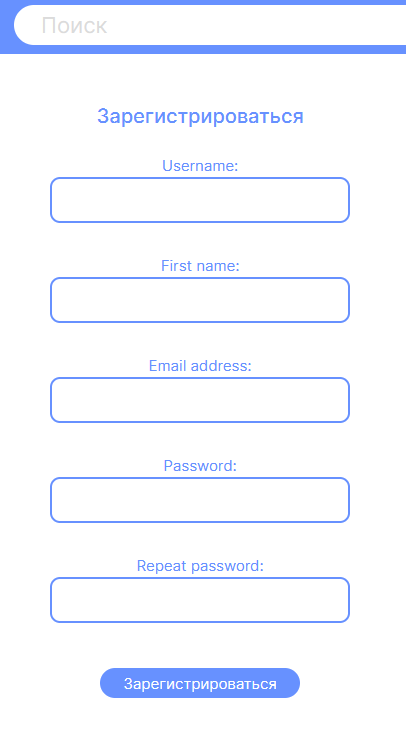 Поиск
Зарегистрироваться
Username:
First name:
Email address:
Password:
Repeat password:
Зарегистрироваться